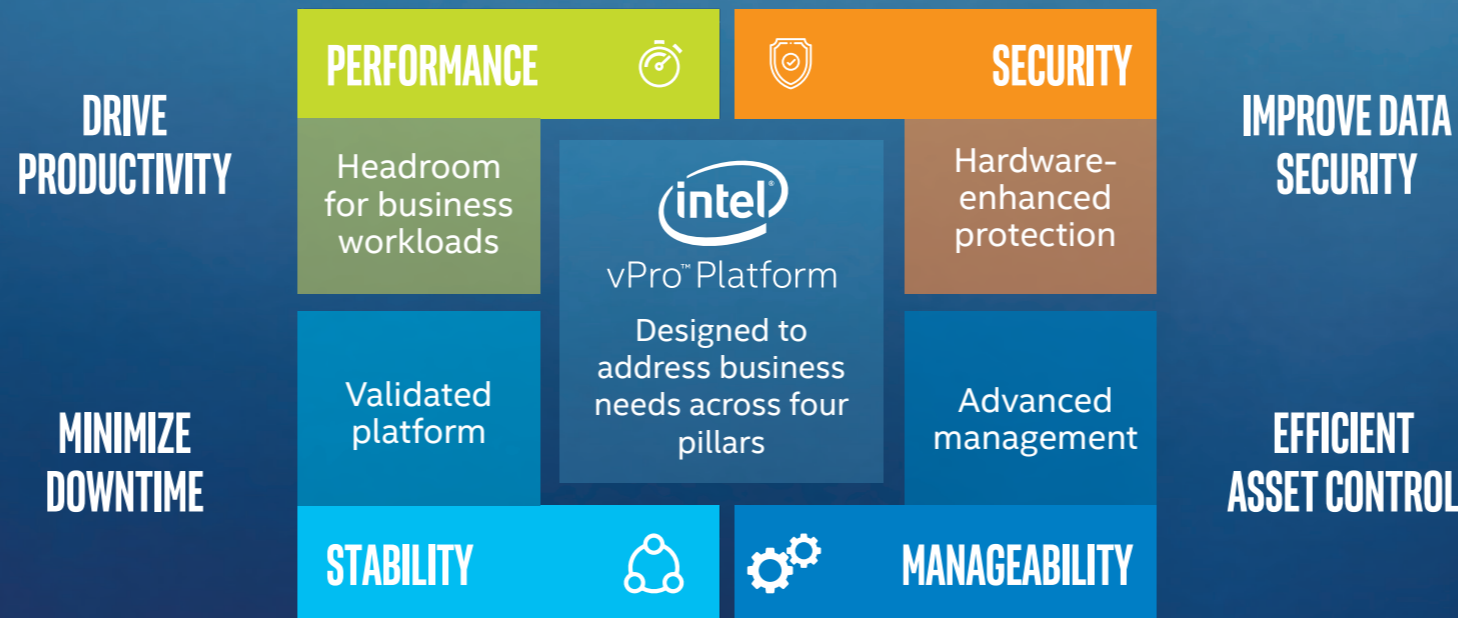 DRIVE
PRODUCTIVITY
PERFORMANCE
Headroom
for business
workloads
SECURITY
Hardware-
enhanced
protection
IMPROVE DATA
SECURITY
intel®
vPro™ Platform
Designed to
address business
needs across four
pillars
MINIMIZE
DOWNTIME
Validated
platform
STABILITY
Advanced
management
MANAGEABILITY
EFFICIENT
ASSET CONTROL